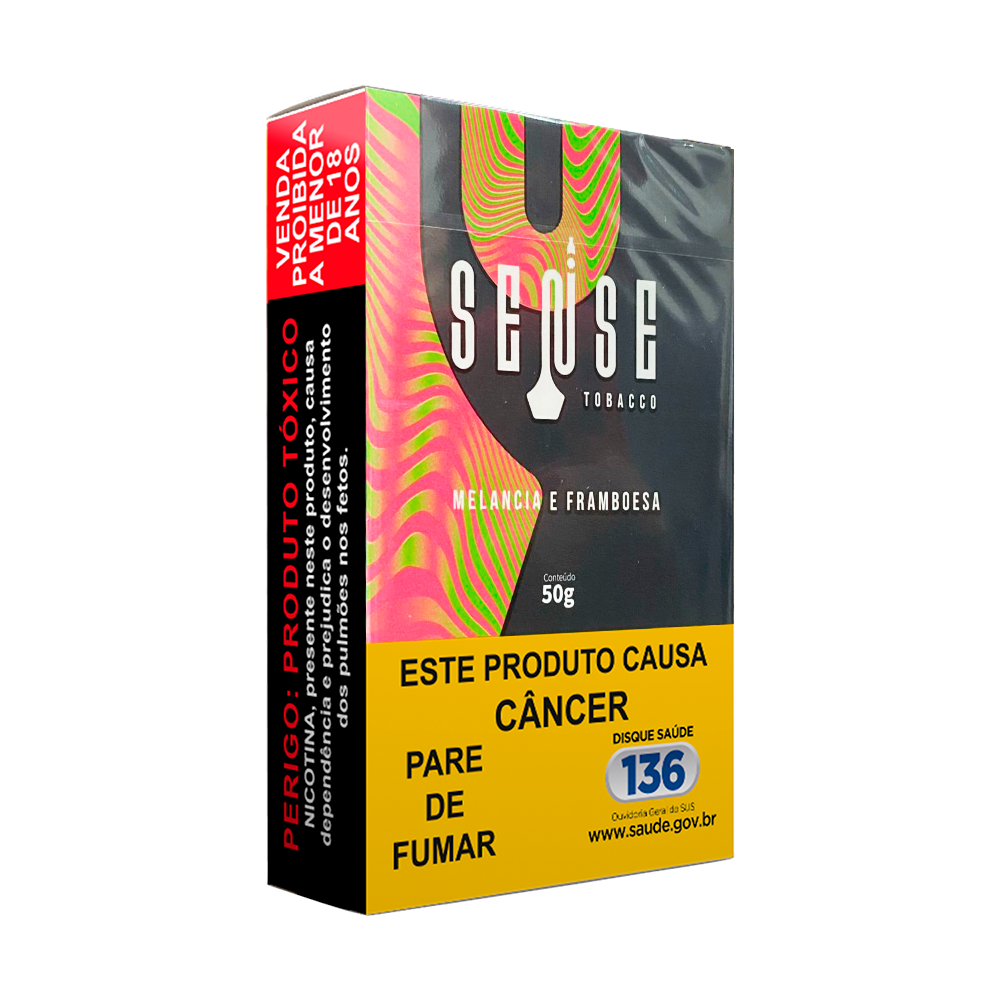 VENDA
PROIBIDA
A MENOR
DE 18
ANOS
PERIGO: PRODUTO TÓXICO
NICOTINA, presente neste produto, causa
dependência e prejudica o desenvolvimento
dos pulmões nos fetos.
SENSE
TOBACCO
MELANCIA E FRAMBOESA
Conteúdo
50g
ESTE PRODUTO CAUSA
CÂNCER
PARE
DE
FUMAR
DISQUE SAÚDE
136
Ouvidoria Geral do SUS
www.saude.gov.br